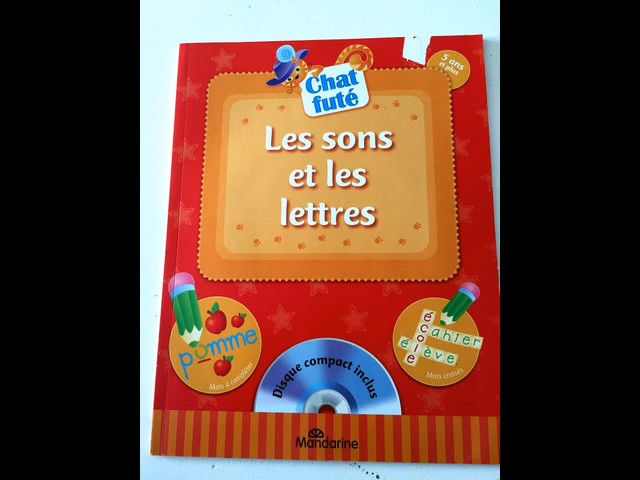 5 ans
et plus
Chat
futé
Les sons
et les
lettres
pomme
Mots à compléter
école
cahier
élève
Mots croisés
Disque compact inclus
Mandarine